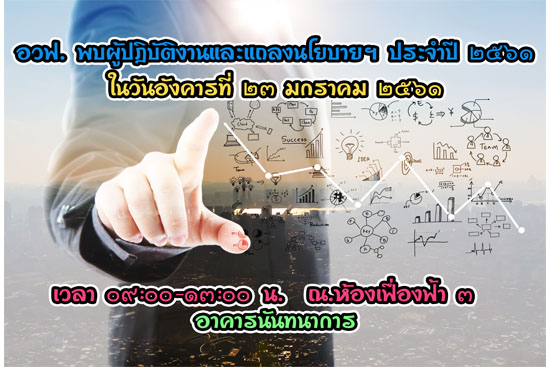 อวฟ. พบผู้ปฏิบัติงานและแถลงนโยบายฯ ประจำปี ๒๕๖๑
ในวันอังคารที่ ๒๓ มกราคม ๒๕๖๑
Success
IDEA
Team
Team
เวลา ๐๙:๐๐-๑๓:๐๐ น. ณ.ห้องเฟื่องฟ้า ๓
อาคารนันทนาการ